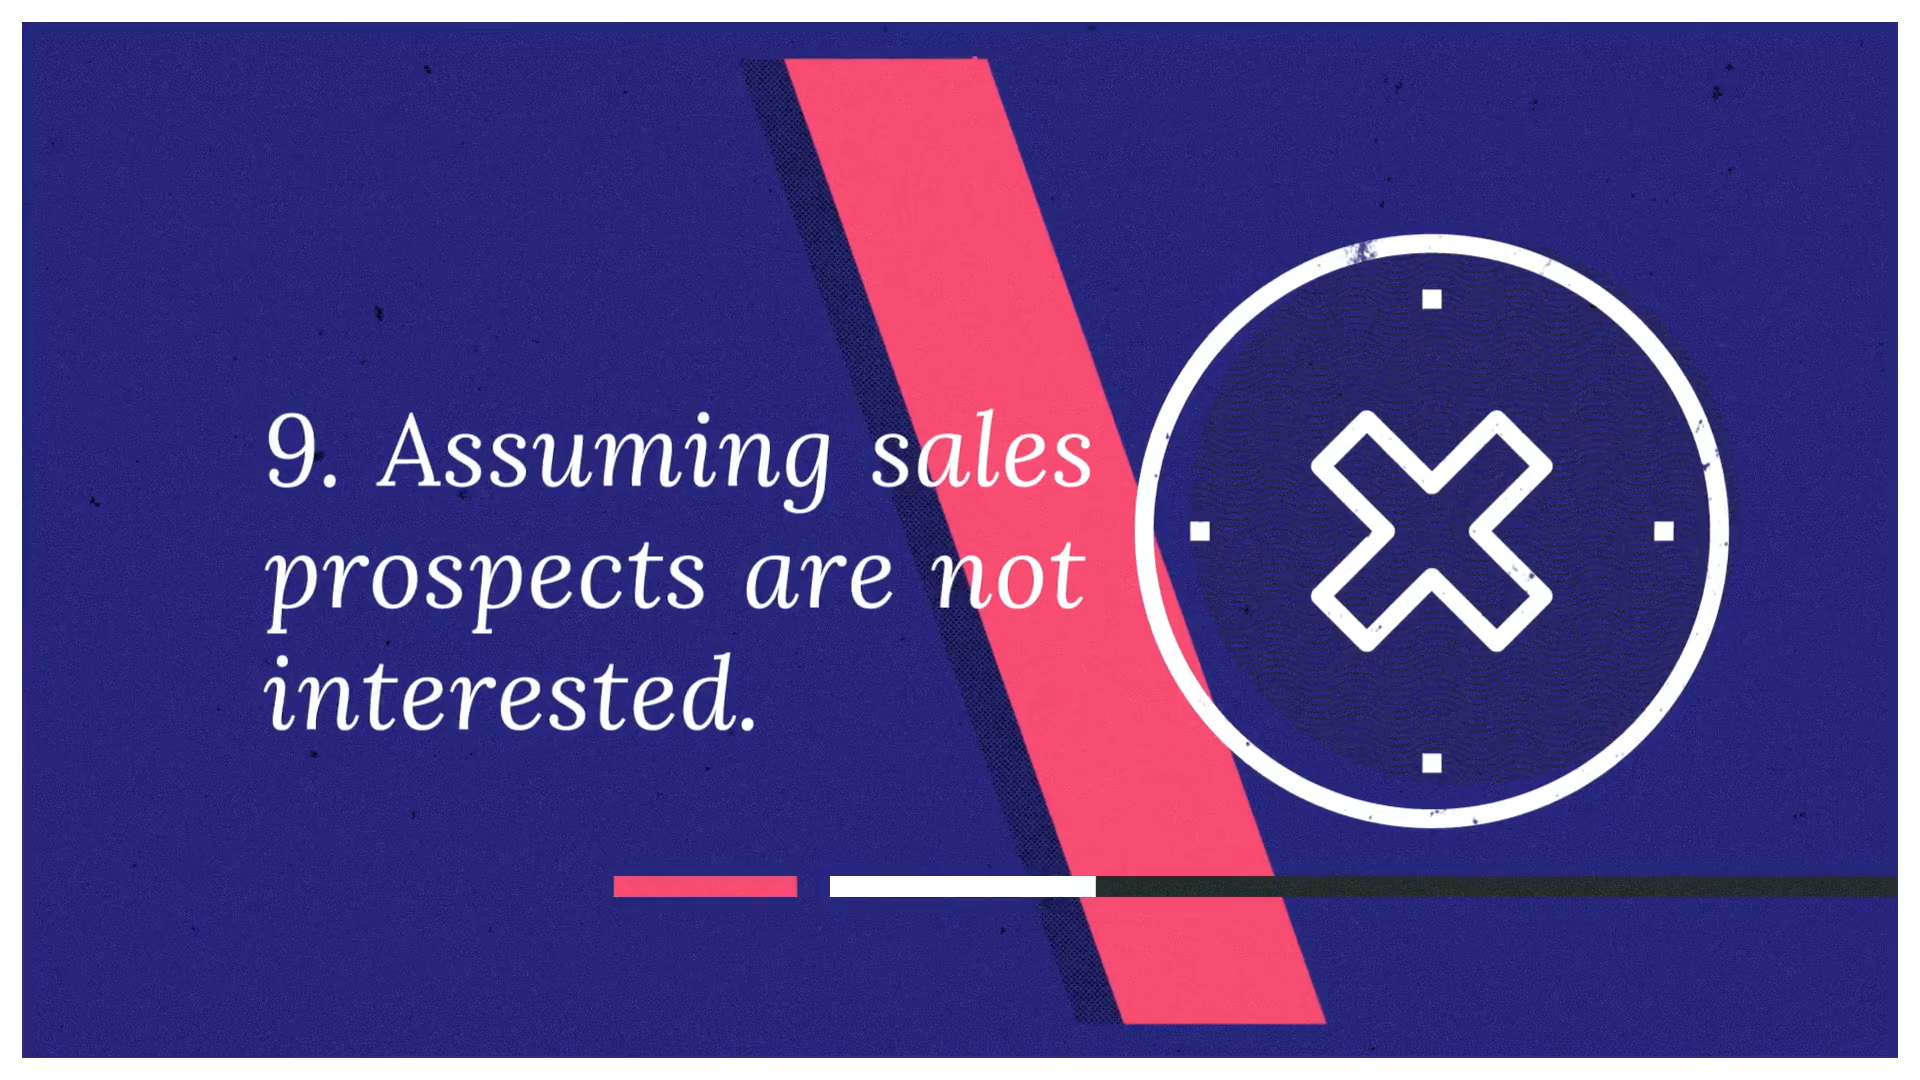 9. Assuming sales
prospects are not
interested.